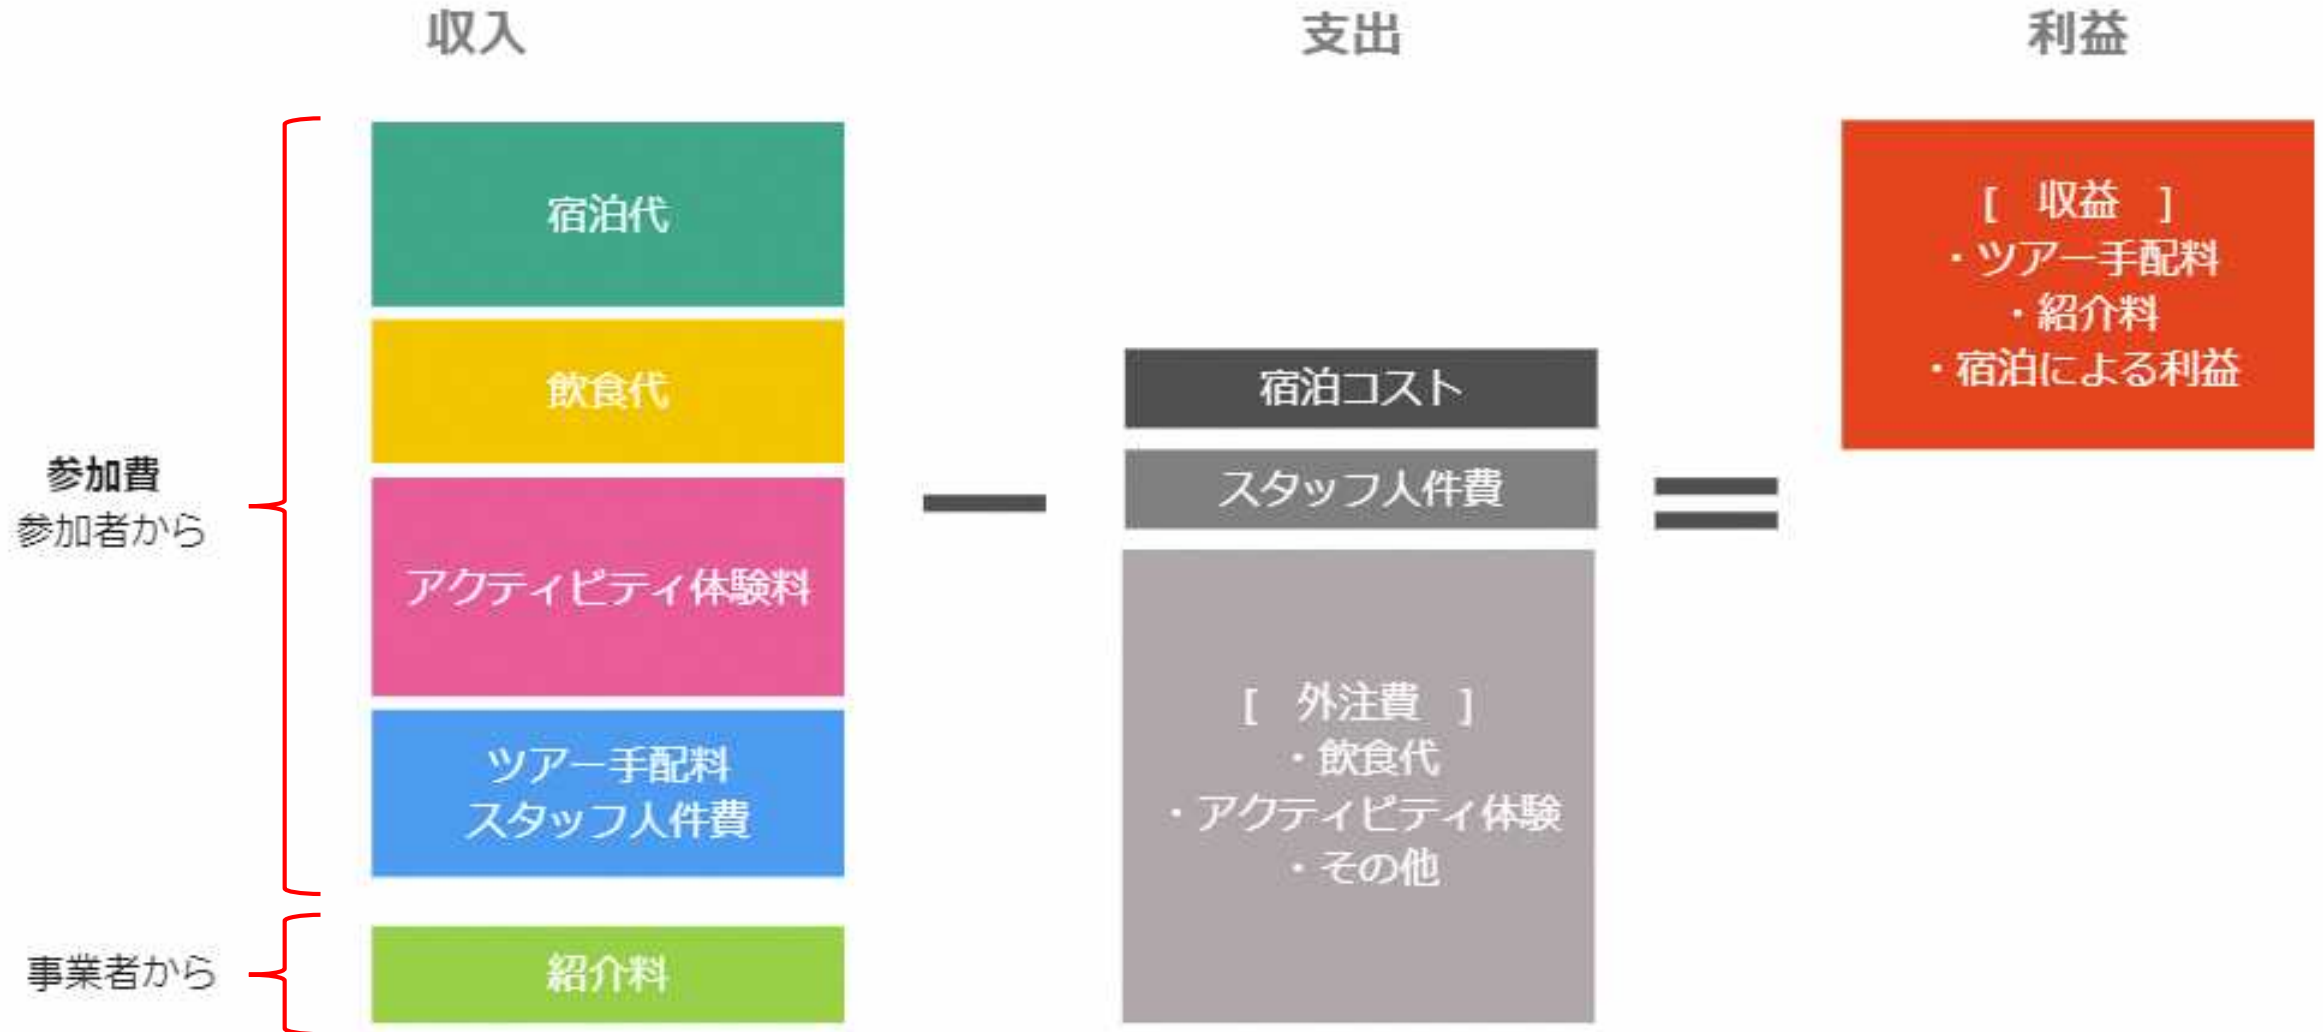 収入
支出
利益
参加費
参加者から
宿泊代
飲食代
アクティビティ体験料
ツアー手配料
スタッフ人件費
事業者から
紹介料
宿泊コスト
スタッフ人件費
[ 外注費 ]
・飲食代
・アクティビティ体験
・その他
[ 収益 ]
・ツアー手配料
・紹介料
・宿泊による利益